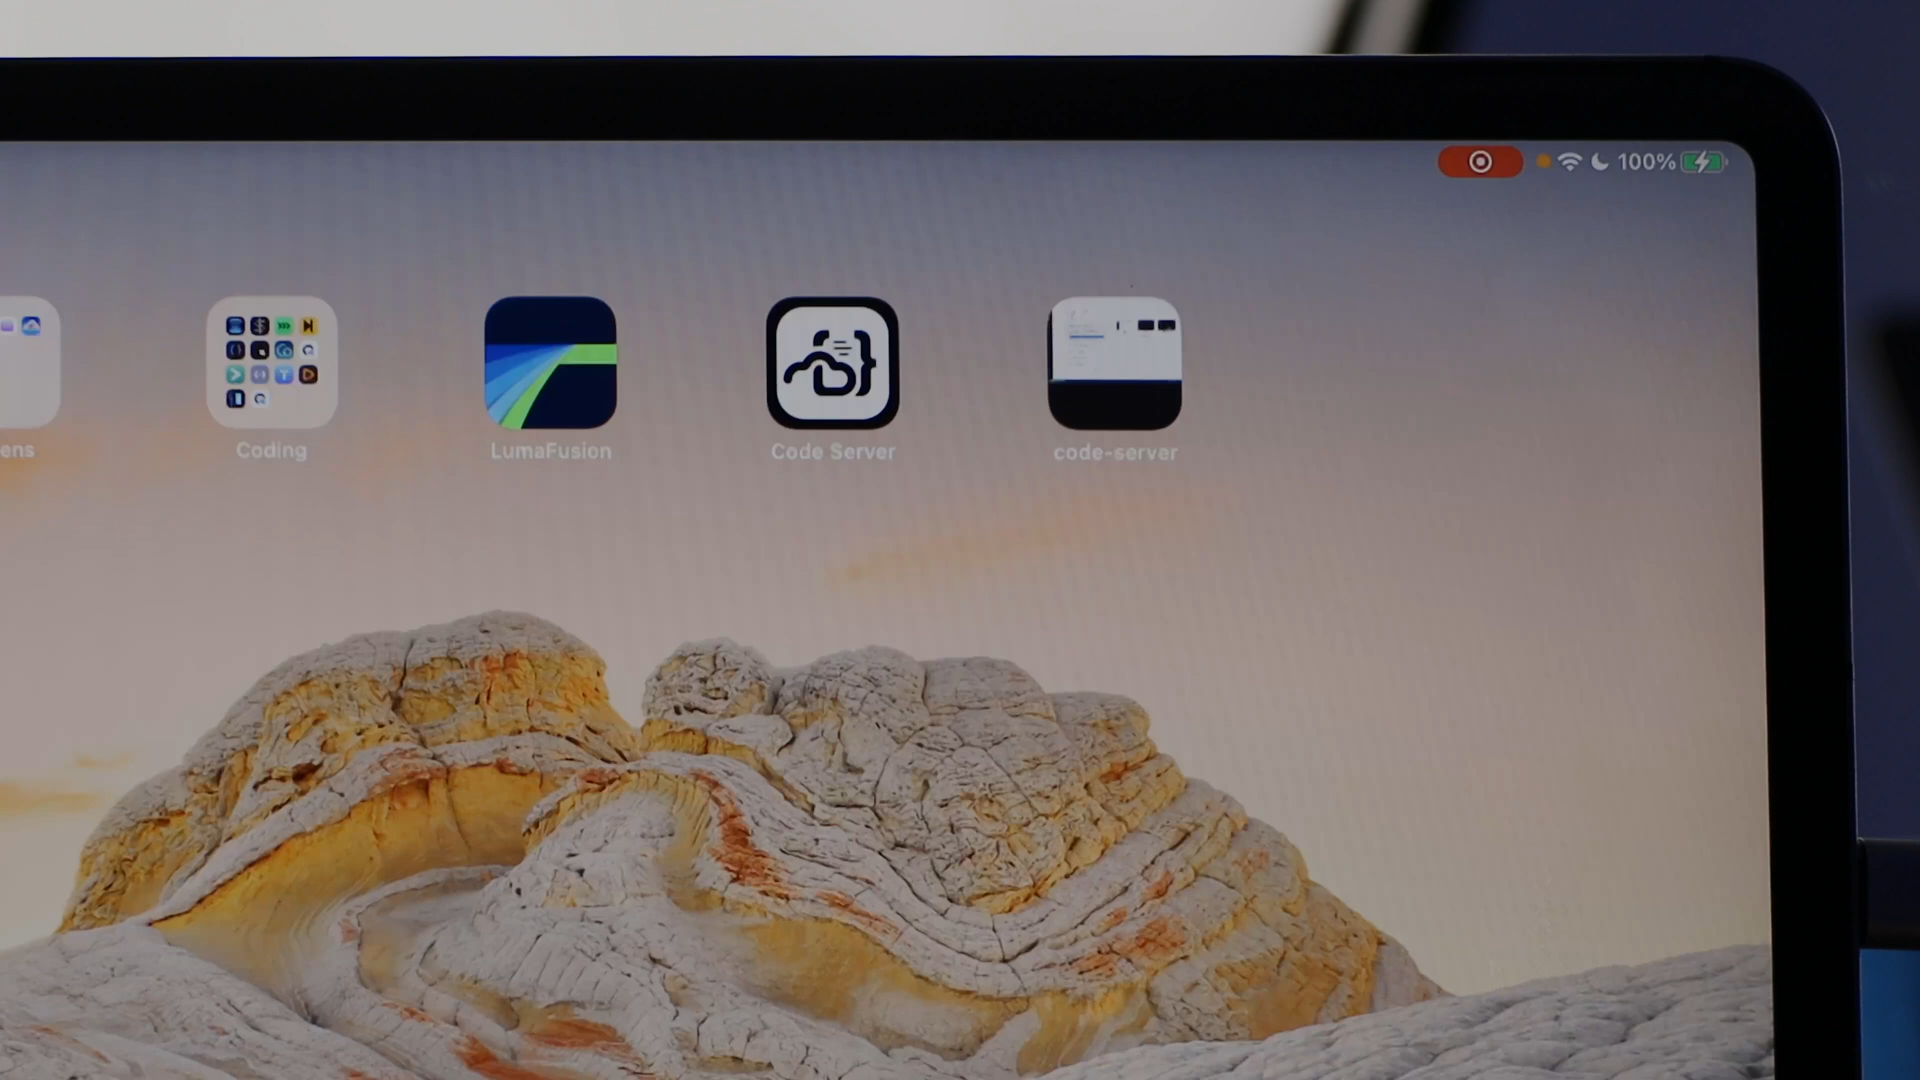 100%
ens
Coding
LumaFusion
Code Server
code-server